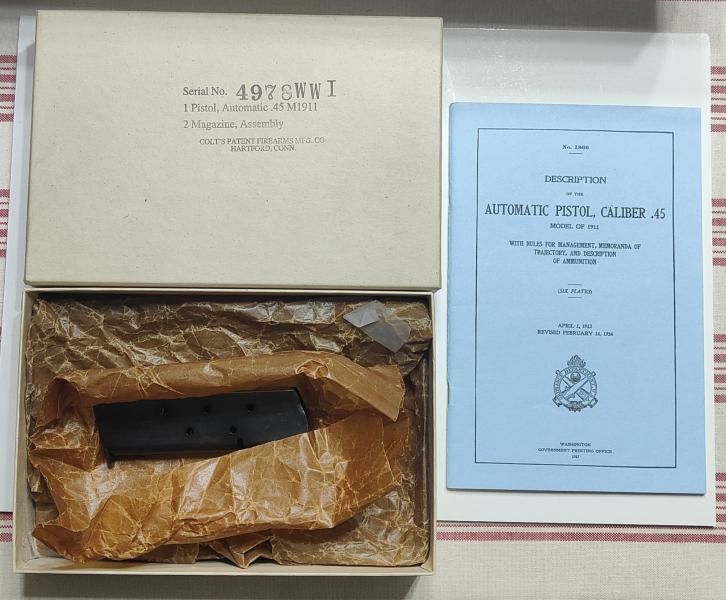 Serial No. 4978WW I
1 Pistol, Automatic .45 M1911
2 Magazine, Assembly
COLT'S PATENT FIREARMS MFG. CO
HARTFORD, CONN.
No. 1866
DESCRIPTION
OF THE
AUTOMATIC PISTOL, CALIBER .45
MODEL OF 1911
WITH RULES FOR MANAGEMENT, MEMORANDA OF
TRAJECTORY, AND DESCRIPTION
OF AMMUNITION
(SIX PLATES)
APRIL 1, 1912
REVISED FEBRUARY 14, 1914
WASHINGTON
GOVERNMENT PRINTING OFFICE
1917